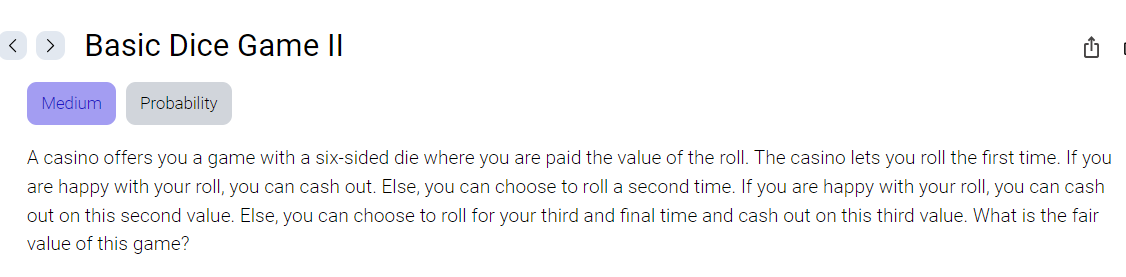 Basic Dice Game II
Medium
Probability
A casino offers you a game with a six-sided die where you are paid the value of the roll. The casino lets you roll the first time. If you
are happy with your roll, you can cash out. Else, you can choose to roll a second time. If you are happy with your roll, you can cash
out on this second value. Else, you can choose to roll for your third and final time and cash out on this third value. What is the fair
value of this game?